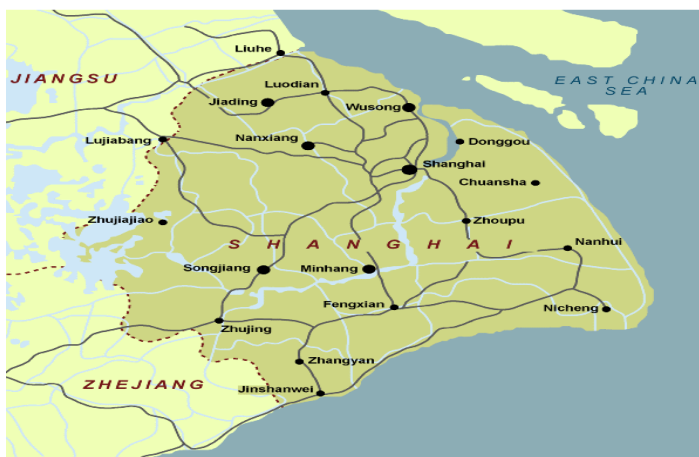 Liuhe
JIANGSU
EAST CHINA
SEA
Luodian
Jiading
Wusong
Lujiabang
Nanxiang
Donggou
Shanghai
Chuansha
Zhujiajiao
Zhoupu
SHANGHAI
Nanhui
Songjiang
Minhang
Fengxian
Nicheng
Zhujing
Zhangyan
ZHEJIANG
Jinshanwei